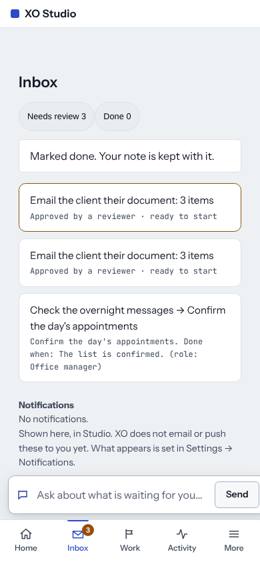 XO Studio
Inbox
Needs review 3
Done 0
Marked done. Your note is kept with it.
Email the client their document: 3 items
Approved by a reviewer · ready to start
Email the client their document: 3 items
Approved by a reviewer · ready to start
Check the overnight messages → Confirm
the day's appointments
Confirm the day's appointments. Done
when: The list is confirmed. (role:
Office manager)
Notifications
No notifications.
Shown here, in Studio. XO does not email or push
these to you yet. What appears is set in Settings →
Notifications.
Ask about what is waiting for you...
Send
3
Home
Inbox
Work
Activity
More